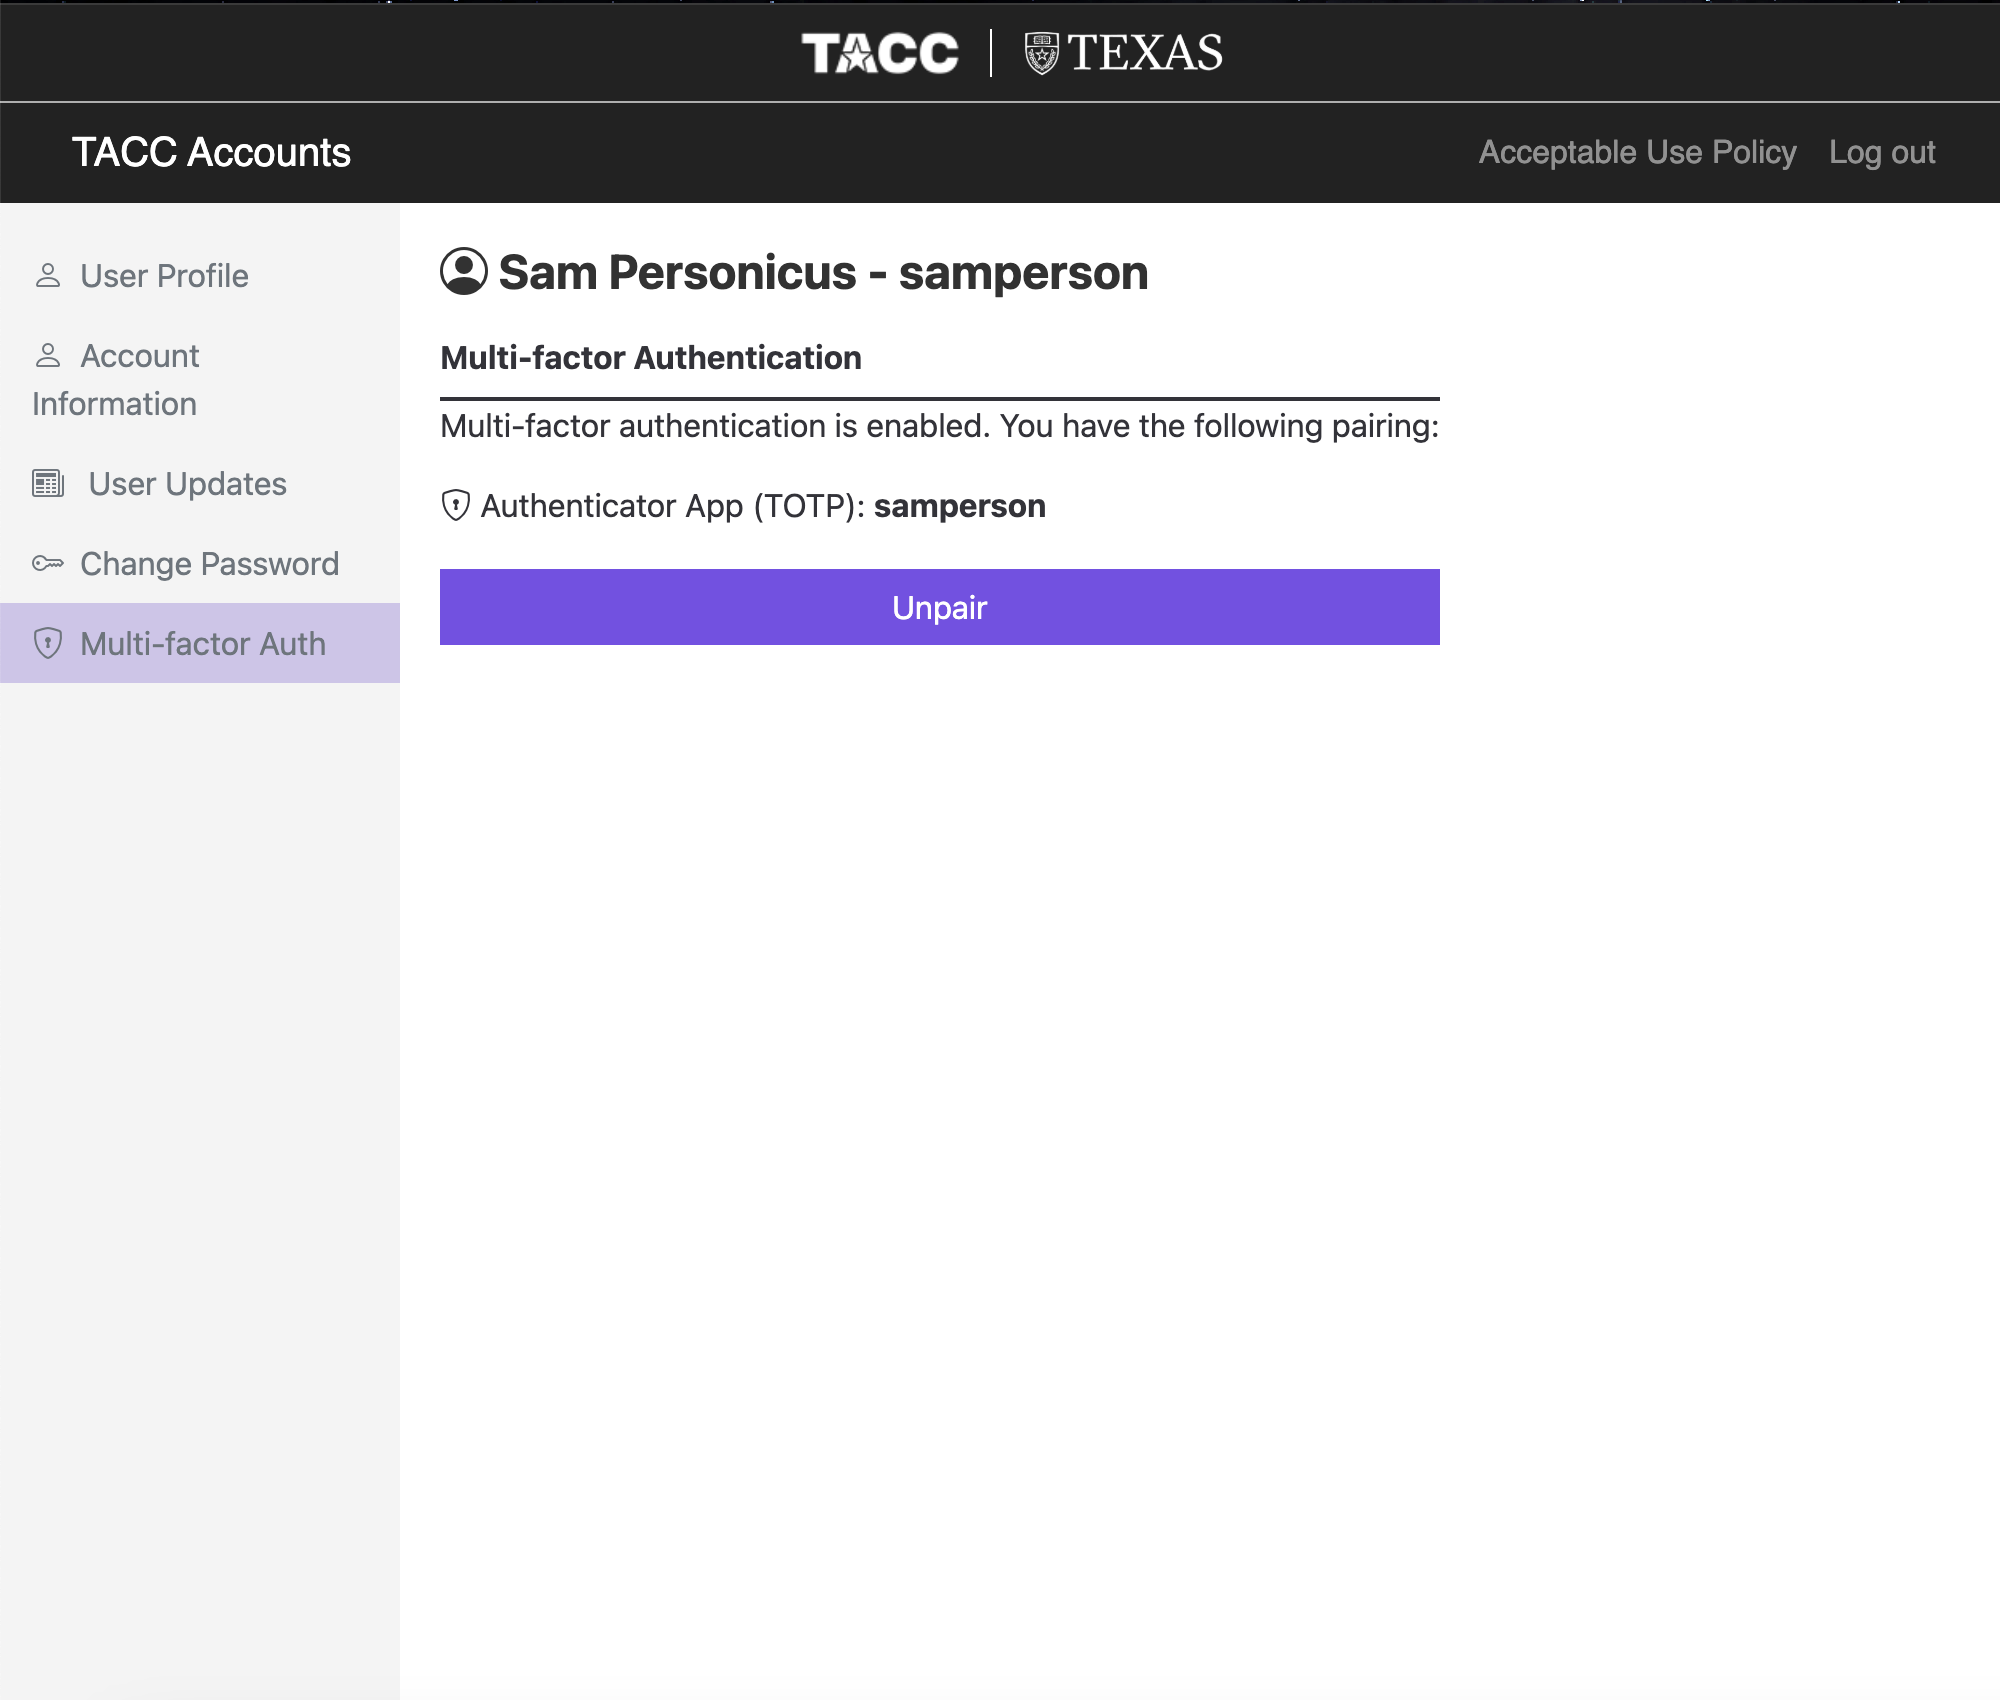 TACC | TEXAS
TACC Accounts
Acceptable Use Policy
Log out
User Profile
Account
Information
User Updates
Change Password
Multi-factor Auth
Sam Personicus - samperson
Multi-factor Authentication
Multi-factor authentication is enabled. You have the following pairing:
Authenticator App (TOTP): samperson
Unpair